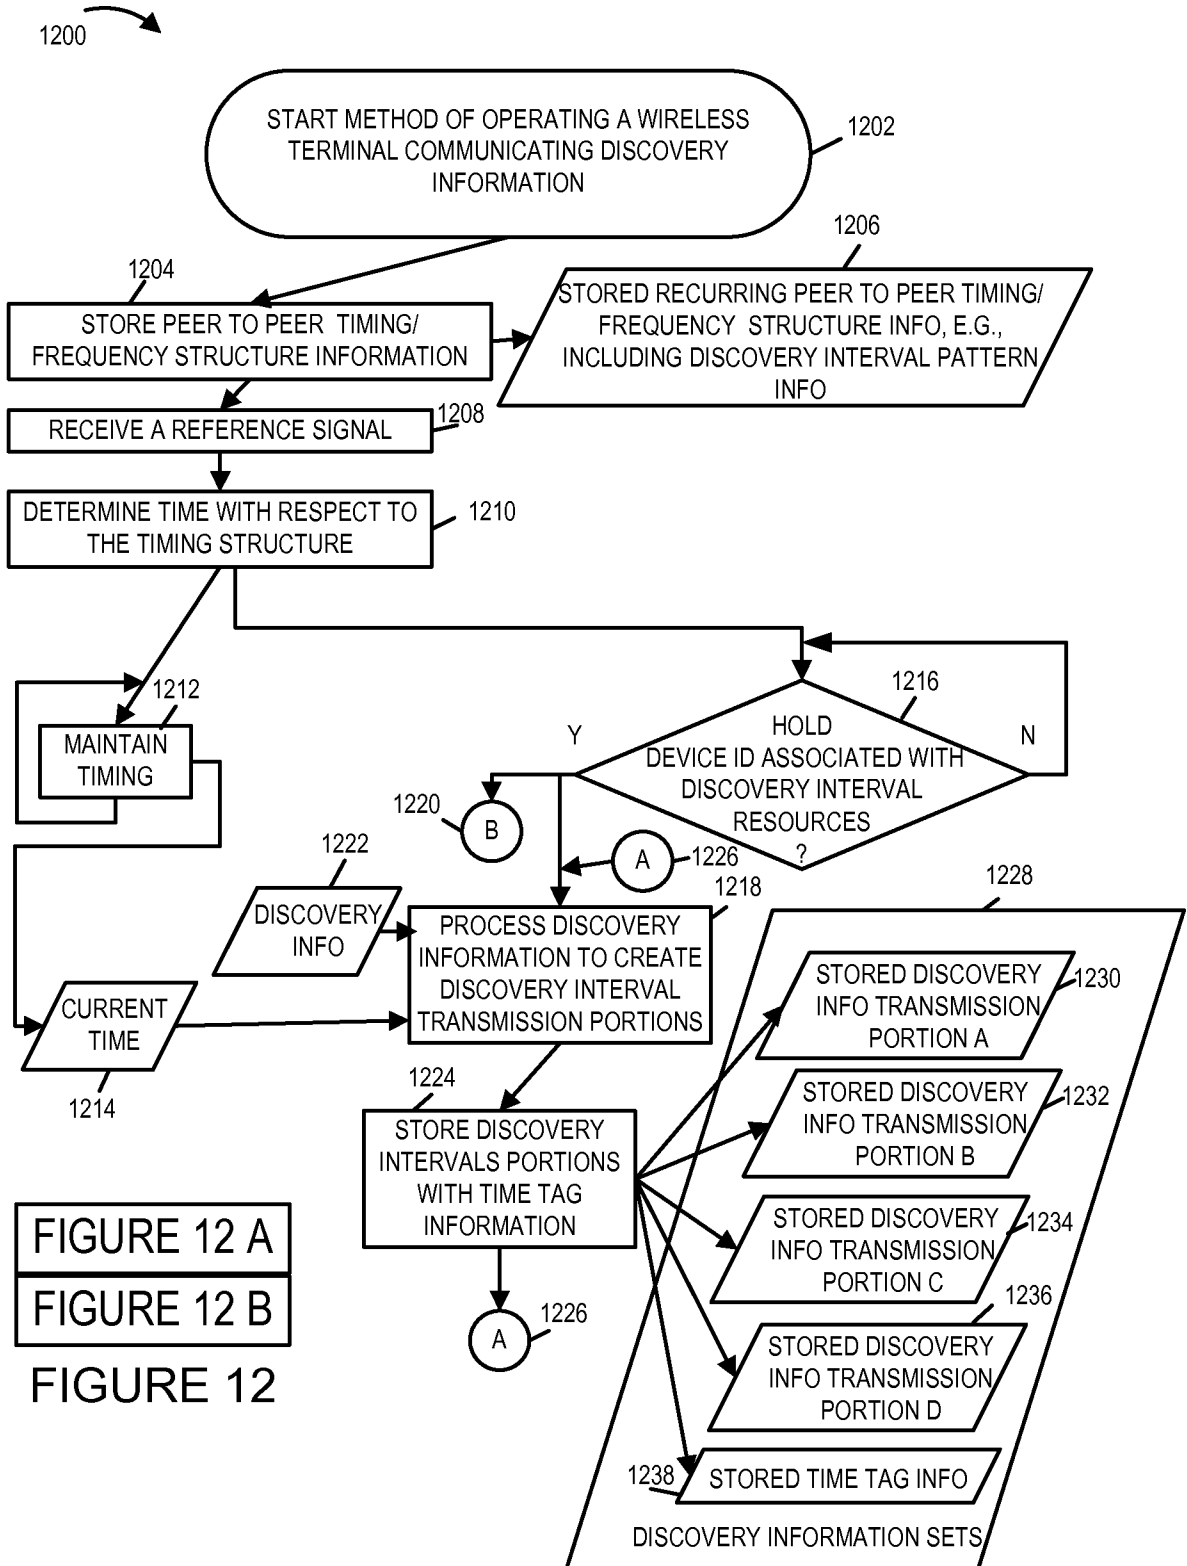 1200
START METHOD OF OPERATING A WIRELESS
TERMINAL COMMUNICATING DISCOVERY
INFORMATION
1202
1204
STORE PEER TO PEER TIMING/
FREQUENCY STRUCTURE INFORMATION
1206
STORED RECURRING PEER TO PEER TIMING/
FREQUENCY STRUCTURE INFO, E.G.,
INCLUDING DISCOVERY INTERVAL PATTERN
INFO
RECEIVE A REFERENCE SIGNAL
1208
DETERMINE TIME WITH RESPECT TO
THE TIMING STRUCTURE
1210
1212
MAINTAIN
TIMING
1216
HOLD
DEVICE ID ASSOCIATED WITH
DISCOVERY INTERVAL
RESOURCES
?
Y
N
1220
B
A
1226
1222
DISCOVERY
INFO
1218
PROCESS DISCOVERY
INFORMATION TO CREATE
DISCOVERY INTERVAL
TRANSMISSION PORTIONS
CURRENT
TIME
1214
1224
STORE DISCOVERY
INTERVALS PORTIONS
WITH TIME TAG
INFORMATION
A
1226
1228
STORED DISCOVERY
INFO TRANSMISSION
PORTION A
1230
STORED DISCOVERY
INFO TRANSMISSION
PORTION B
1232
STORED DISCOVERY
INFO TRANSMISSION
PORTION C
1234
1236
STORED DISCOVERY
INFO TRANSMISSION
PORTION D
1238
STORED TIME TAG INFO
DISCOVERY INFORMATION SETS
FIGURE 12 A
FIGURE 12 B
FIGURE 12